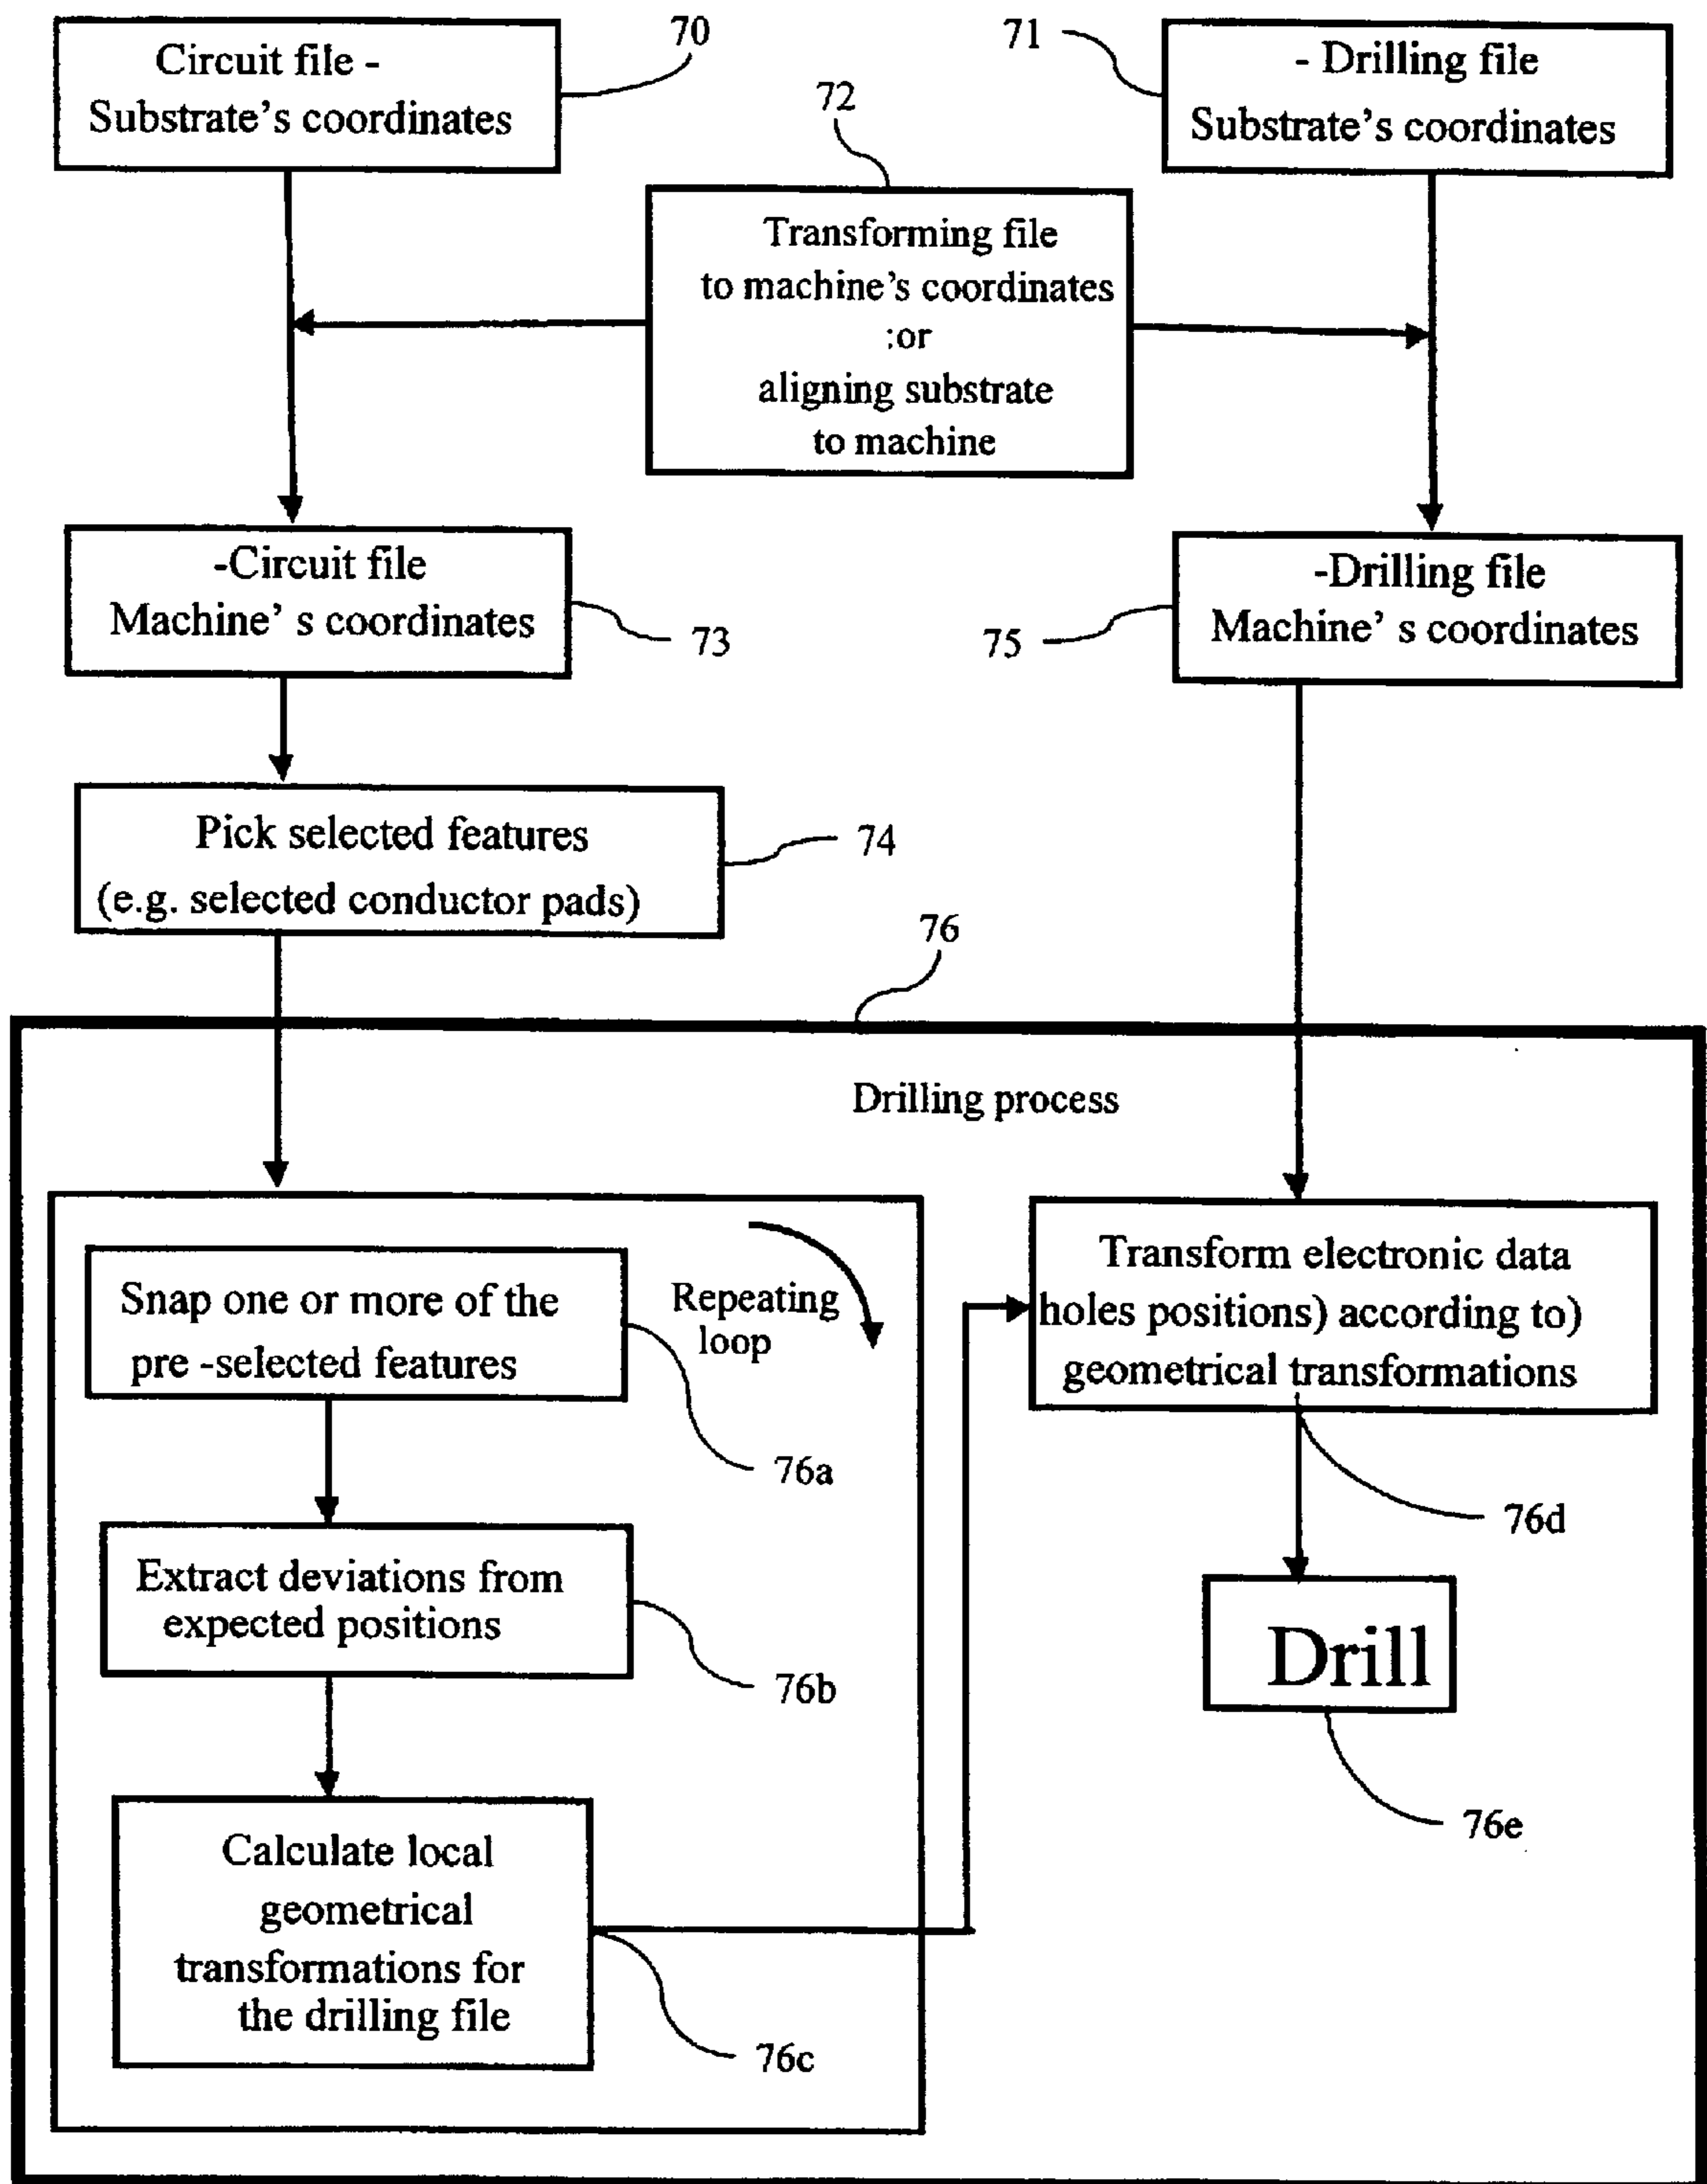 70
71
Circuit file -
Substrate's coordinates
- Drilling file
Substrate's coordinates
72
Transforming file
to machine's coordinates
:or
aligning substrate
to machine
-Circuit file
Machine' s coordinates
73
-Drilling file
Machine' s coordinates
75
Pick selected features
(e.g. selected conductor pads)
74
76
Drilling process
Snap one or more of the
pre -selected features
Repeating
loop
76a
Transform electronic data
holes positions) according to)
geometrical transformations
76d
Extract deviations from
expected positions
76b
Drill
76e
Calculate local
geometrical
transformations for
the drilling file
76c